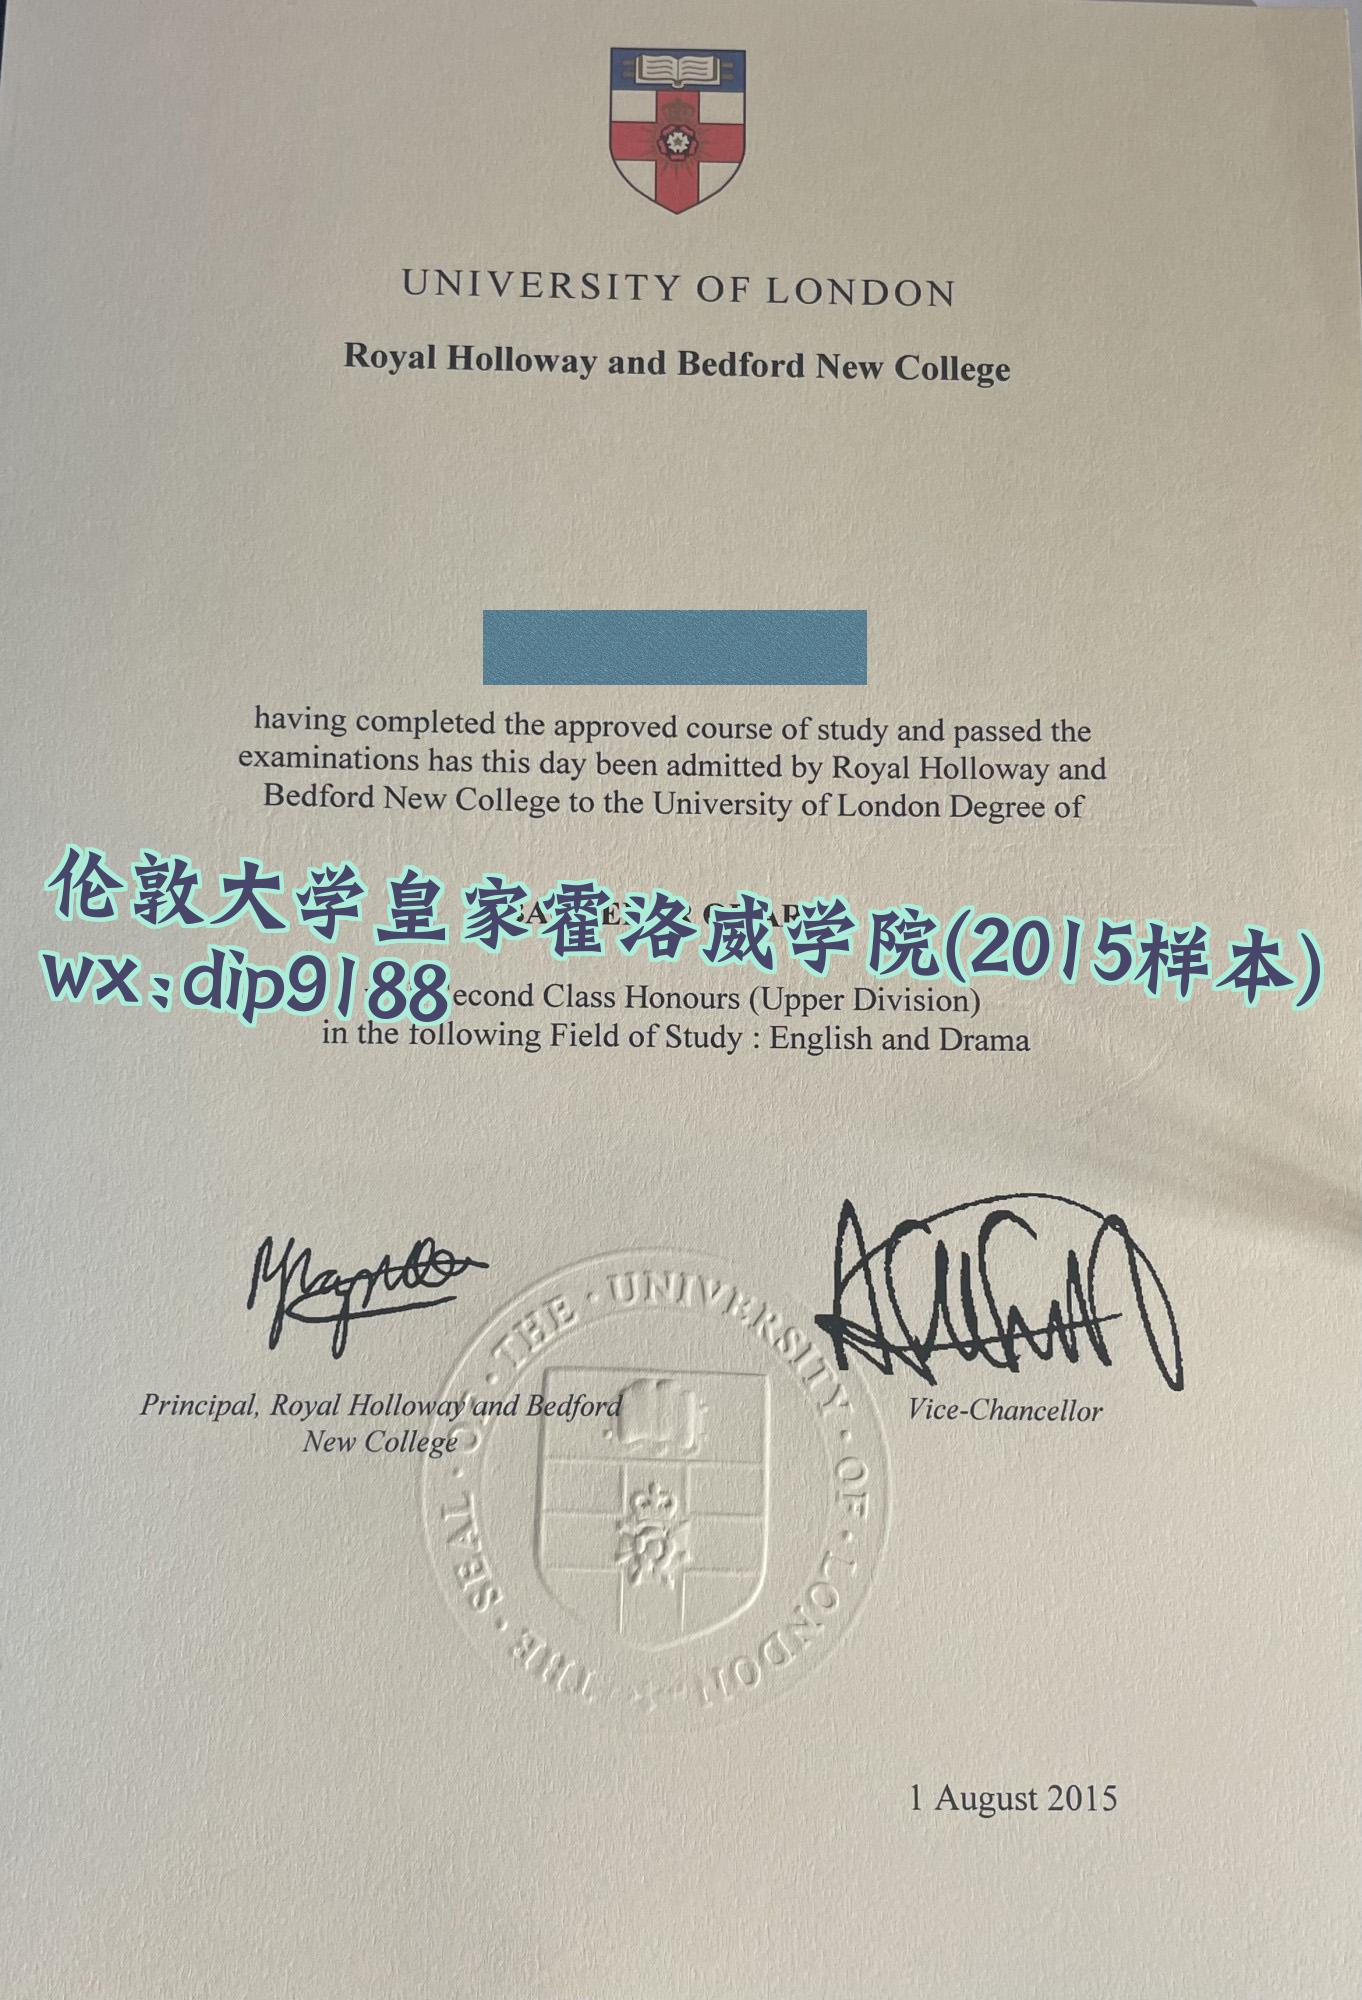 UNIVERSITY OF LONDON
Royal Holloway and Bedford New College
having completed the approved course of study and passed the
examinations has this day been admitted by Royal Holloway and
Bedford New College to the University of London Degree of
伦敦大学皇家霍洛威学院(2015样本)
wx:dip9188
Second Class Honours (Upper Division)
in the following Field of Study : English and Drama
Principal, Royal Holloway and Bedford
New College
Vice-Chancellor
· THE · SEAL · OF · THE · UNIVERSITY · OF · LONDON
1 August 2015